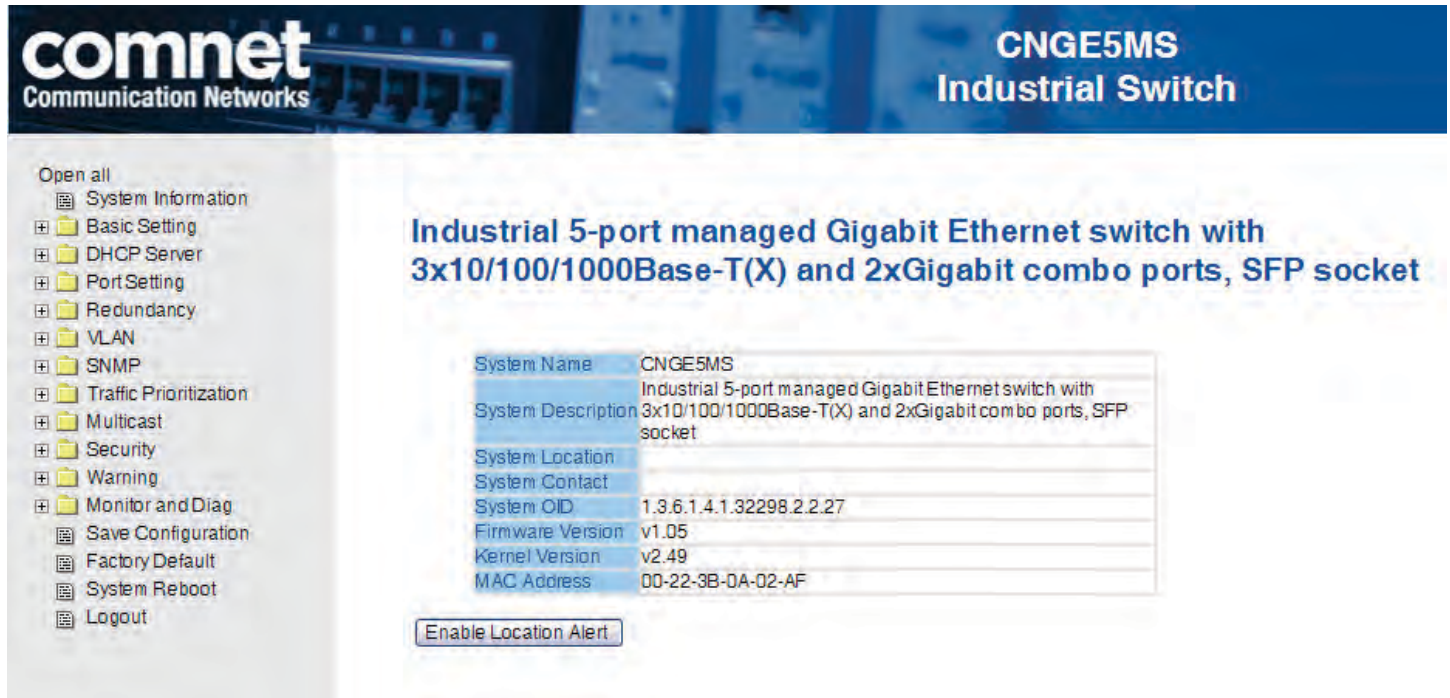 comnet
Communication Networks
CNGE5MS
Industrial Switch
Open all
System Information
Basic Setting
DHCP Server
Port Setting
Redundancy
VLAN
SNMP
Traffic Prioritization
Multicast
Security
Warning
Monitor and Diag
Save Configuration
Factory Default
System Reboot
Logout
Industrial 5-port managed Gigabit Ethernet switch with
3x10/100/1000Base-T(X) and 2xGigabit combo ports, SFP socket
System Name CNGE5MS
System Description Industrial 5-port managed Gigabit Ethernet switch with
3x10/100/1000Base-T(X) and 2xGigabit combo ports, SFP
socket
System Location
System Contact
System OID 1.3.6.1.4.1.32298.2.2.27
Firmware Version v1.05
Kernel Version v2.49
MAC Address 00-22-3B-0A-02-AF
Enable Location Alert